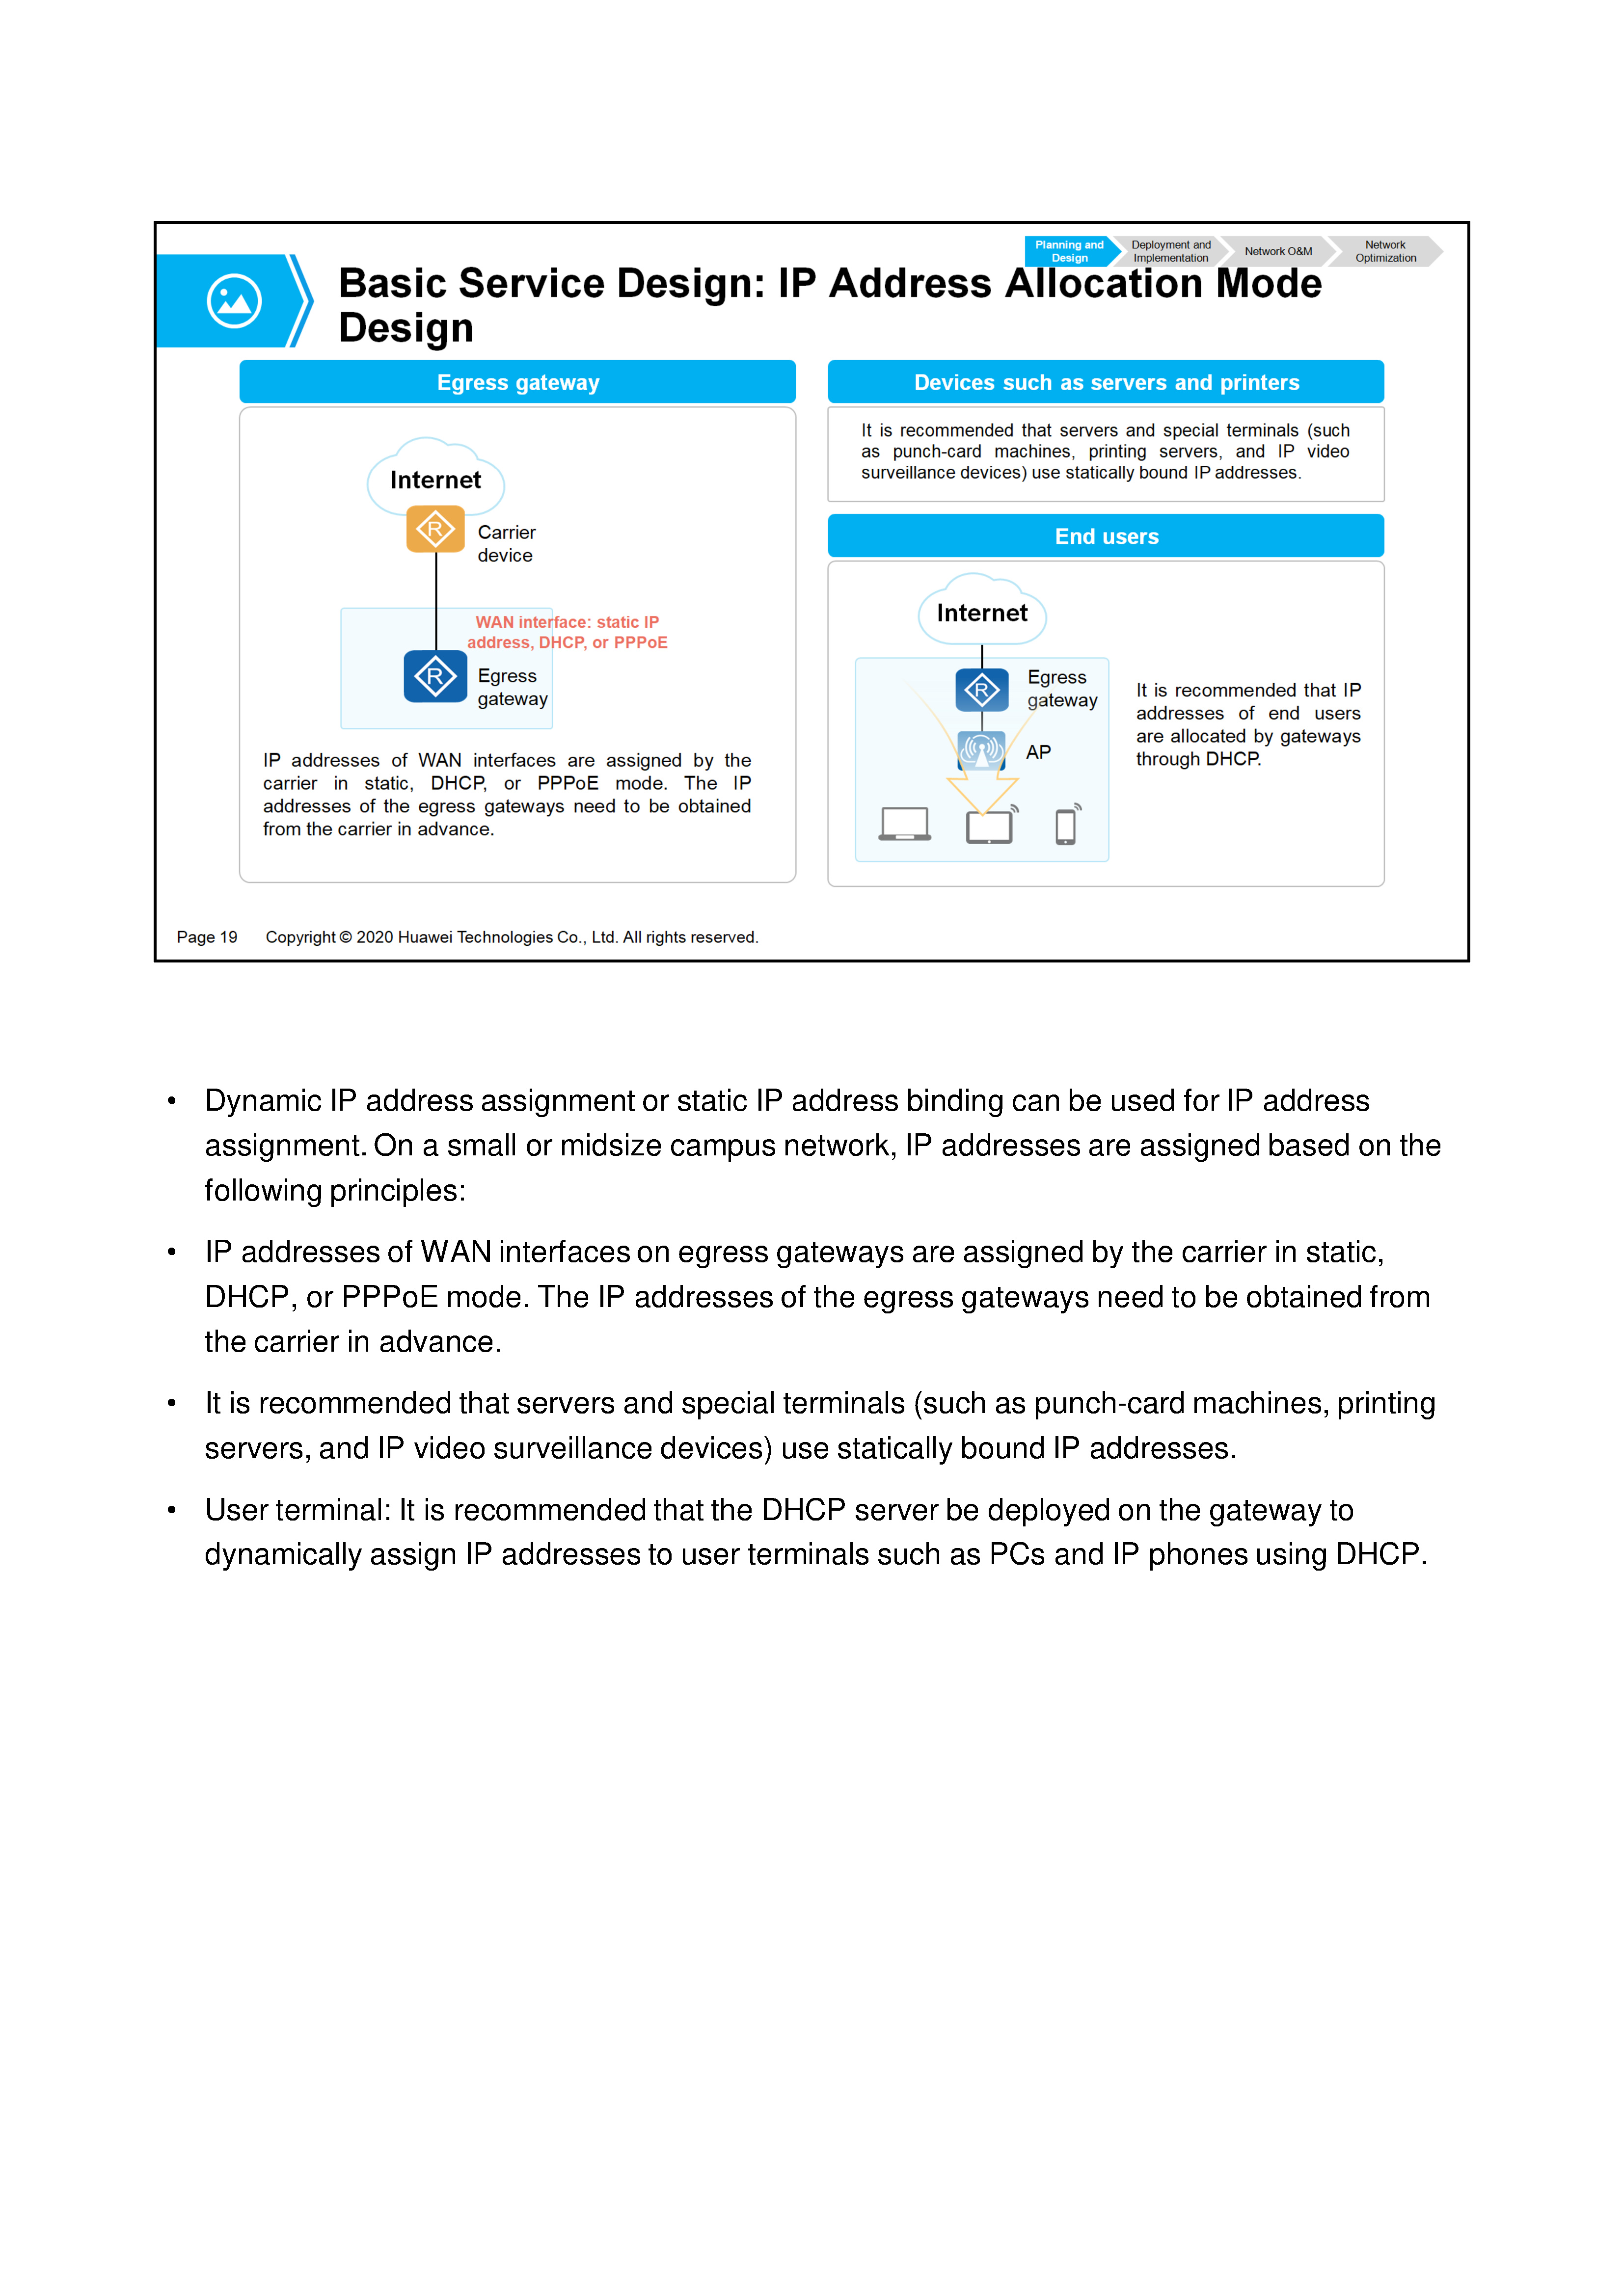 Planning and
Design
Deployment and
Implementation
Network O&M
Network
Optimization
Basic Service Design: IP Address Allocation Mode
Design
Egress gateway
Internet
R
Carrier
device
WAN interface: static IP
address, DHCP, or PPPoE
R
Egress
gateway
IP addresses of WAN interfaces are assigned by the
carrier in static, DHCP, or PPPoE mode. The IP
addresses of the egress gateways need to be obtained
from the carrier in advance.
Devices such as servers and printers
It is recommended that servers and special terminals (such
as punch-card machines, printing servers, and IP video
surveillance devices) use statically bound IP addresses.
End users
Internet
R
Egress
gateway
AP
It is recommended that IP
addresses of end users
are allocated by gateways
through DHCP.
Page 19 Copyright © 2020 Huawei Technologies Co., Ltd. All rights reserved.
• Dynamic IP address assignment or static IP address binding can be used for IP address
assignment. On a small or midsize campus network, IP addresses are assigned based on the
following principles:
• IP addresses of WAN interfaces on egress gateways are assigned by the carrier in static,
DHCP, or PPPoE mode. The IP addresses of the egress gateways need to be obtained from
the carrier in advance.
• It is recommended that servers and special terminals (such as punch-card machines, printing
servers, and IP video surveillance devices) use statically bound IP addresses.
• User terminal: It is recommended that the DHCP server be deployed on the gateway to
dynamically assign IP addresses to user terminals such as PCs and IP phones using DHCP.